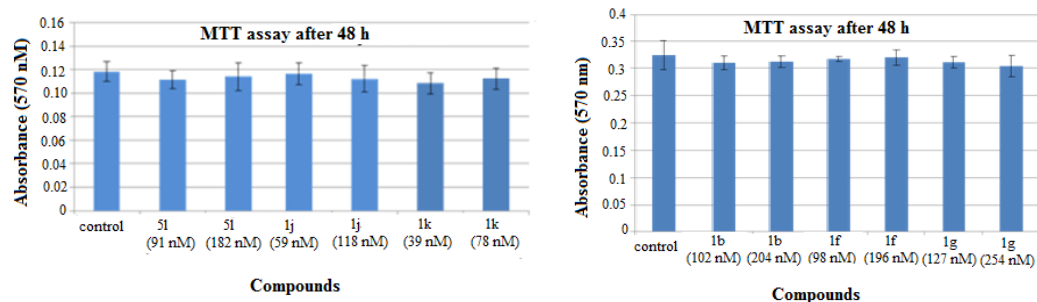 MTT assay after 48 h
Absorbance (570 nM)
0.16
0.14
0.12
0.10
0.08
0.06
0.04
0.02
0
control 5l 5l 1j 1j 1k 1k
(91 nM) (182 nM) (59 nM) (118 nM) (39 nM) (78 nM)
Compounds
MTT assay after 48 h
Absorbance (570 nm)
0.4
0.35
0.3
0.25
0.2
0.15
0.1
0.05
0
control 1b 1b 1f 1f 1g 1g
(102 nM) (204 nM) (98 nM) (196 nM) (127 nM) (254 nM)
Compounds